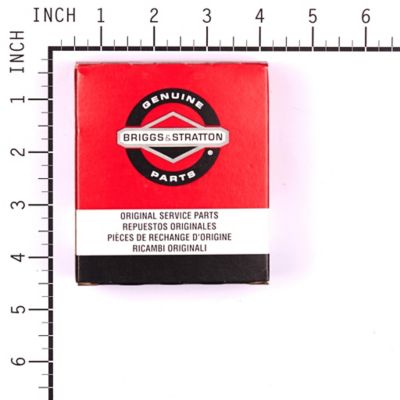 INCH 1 2 3 4 5 6
INCH
1
2
3
4
5
6
GENUINE
BRIGGS & STRATTON
PARTS
®
ORIGINAL SERVICE PARTS
REPUESTOS ORIGINALES
PIÈCES DE RECHANGE D'ORIGINE
RICAMBI ORIGINALI